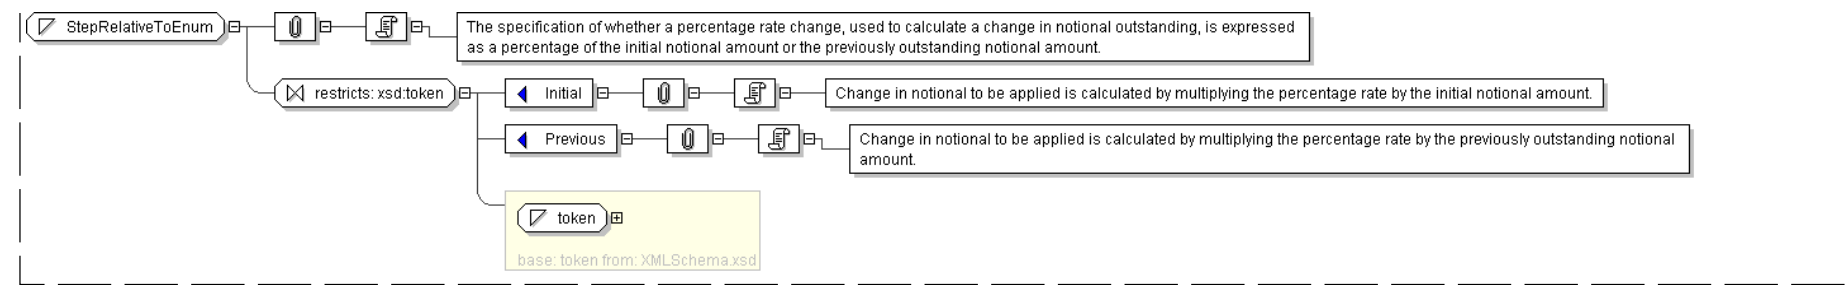 StepRelativeToEnum
The specification of whether a percentage rate change, used to calculate a change in notional outstanding, is expressed
as a percentage of the initial notional amount or the previously outstanding notional amount.
restricts: xsd:token
Initial
Change in notional to be applied is calculated by multiplying the percentage rate by the initial notional amount.
Previous
Change in notional to be applied is calculated by multiplying the percentage rate by the previously outstanding notional
amount.
token
base: token from: XMLSchema.xsd